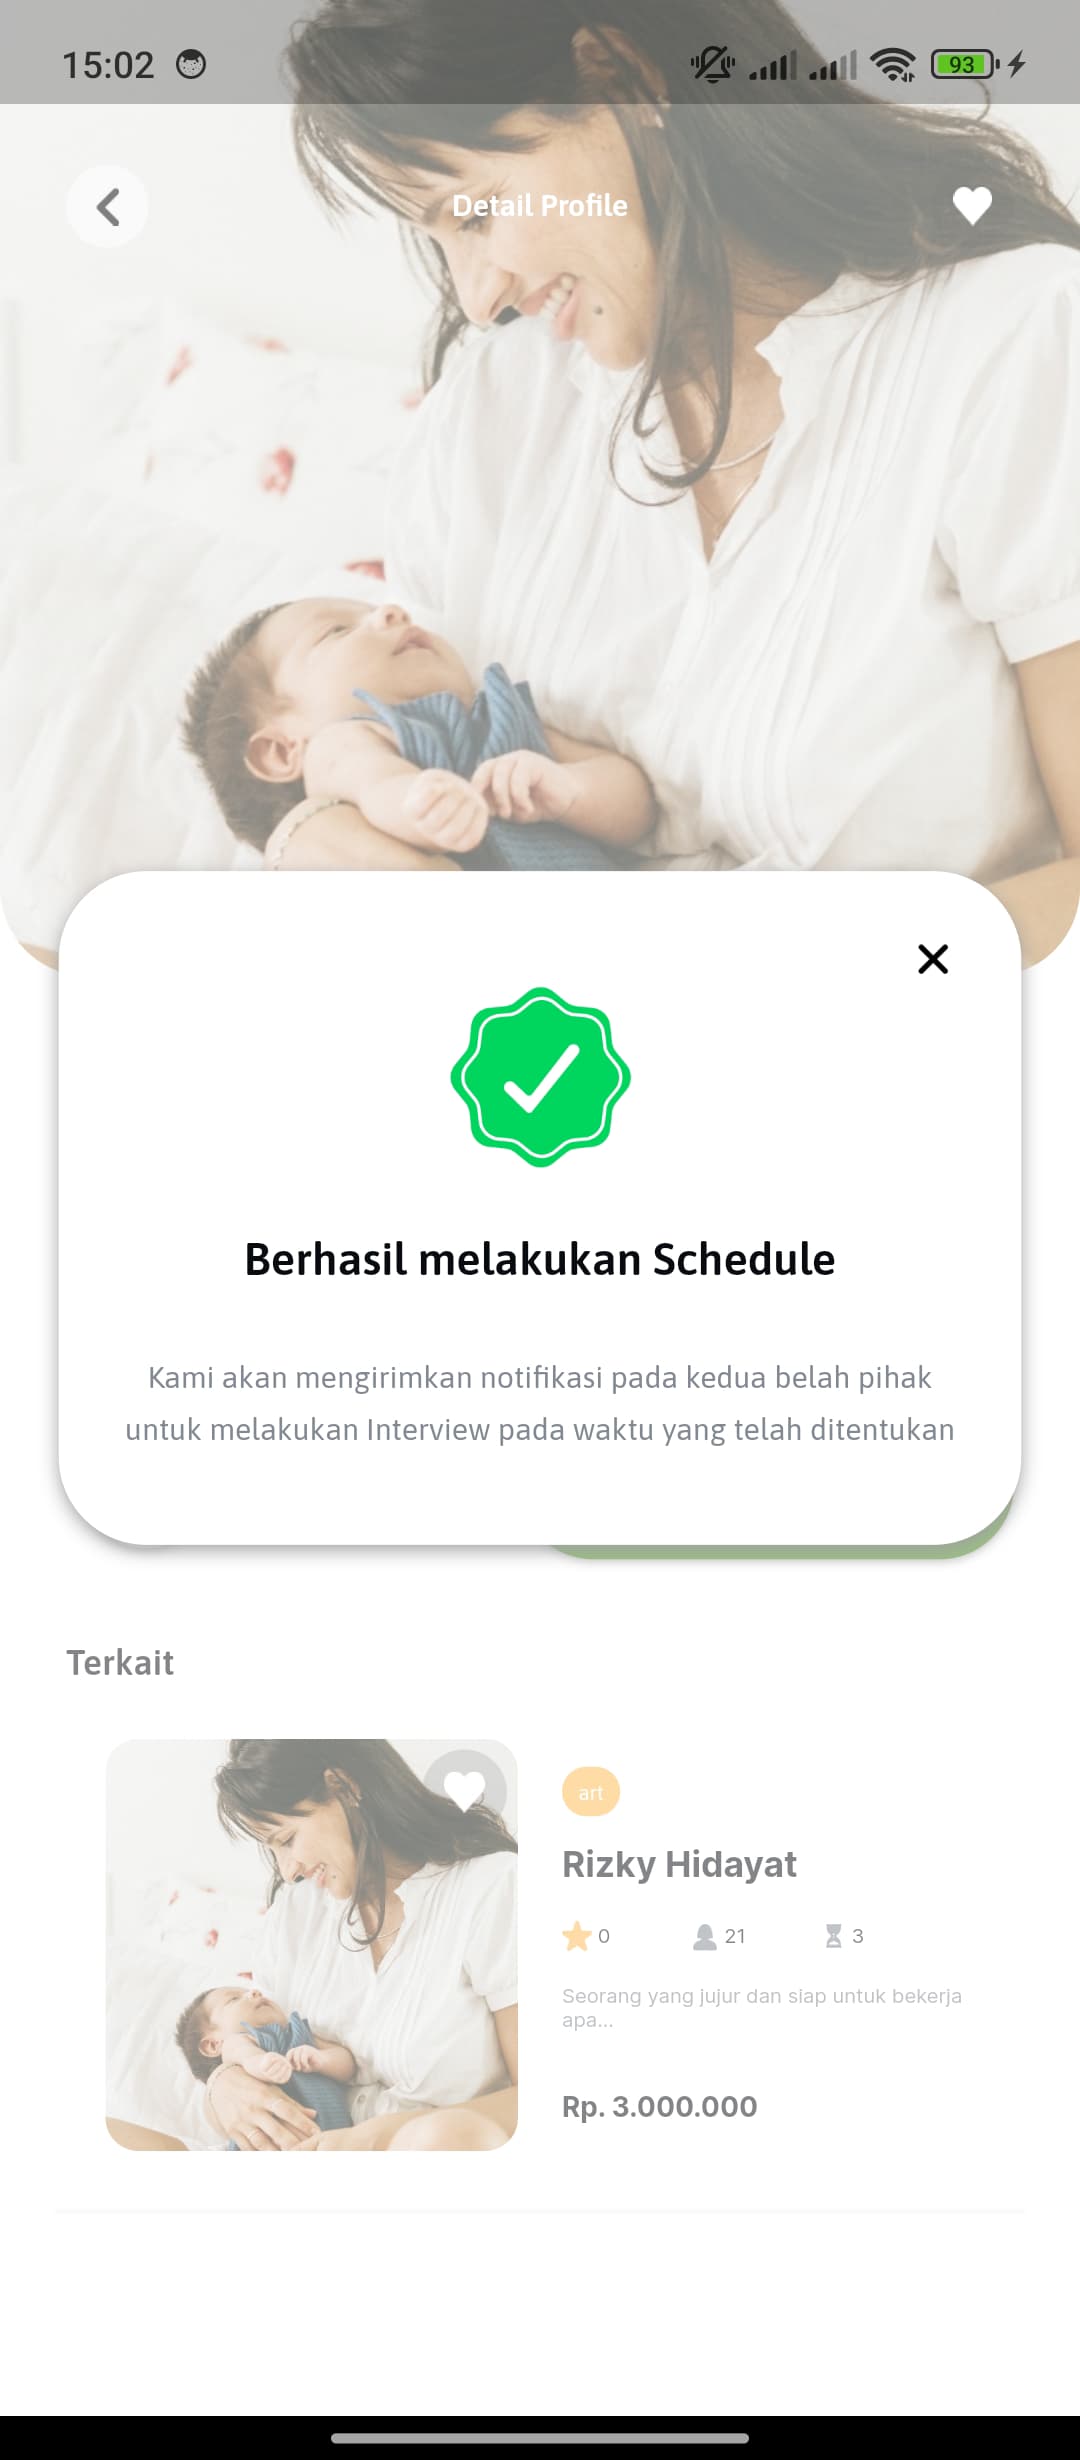 15:02
93
Detail Profile
Berhasil melakukan Schedule
Kami akan mengirimkan notifikasi pada kedua belah pihak
untuk melakukan Interview pada waktu yang telah ditentukan
Terkait
art
Rizky Hidayat
0 21 3
Seorang yang jujur dan siap untuk bekerja
apa...
Rp. 3.000.000